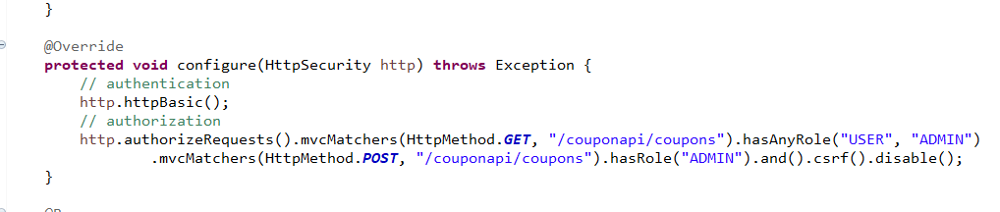 }
@Override
protected void configure(HttpSecurity http) throws Exception {
// authentication
http.httpBasic();
// authorization
http.authorizeRequests().mvcMatchers(HttpMethod.GET, "/couponapi/coupons").hasAnyRole("USER", "ADMIN")
.mvcMatchers(HttpMethod.POST, "/couponapi/coupons").hasRole("ADMIN").and().csrf().disable();
}